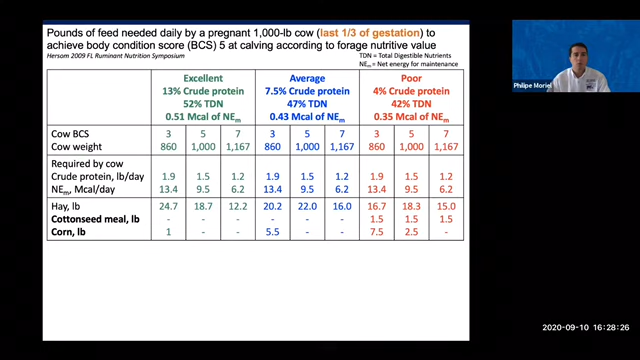 Pounds of feed needed daily by a pregnant 1,000-lb cow (last 1/3 of gestation) to
achieve body condition score (BCS) 5 at calving according to forage nutritive value
Hersom 2009 FL Ruminant Nutrition Symposium
TDN = Total Digestible Nutrients
NEm = Net energy for maintenance
Excellent Average Poor
13% Crude protein 7.5% Crude protein 4% Crude protein
52% TDN 47% TDN 42% TDN
0.51 Mcal of NEm 0.43 Mcal of NEm 0.35 Mcal of NEm
Cow BCS 3 5 7 3 5 7 3 5 7
Cow weight 860 1,000 1,167 860 1,000 1,167 860 1,000 1,167
Required by cow
Crude protein, lb/day 1.9 1.5 1.2 1.9 1.5 1.2 1.9 1.5 1.2
NEm, Mcal/day 13.4 9.5 6.2 13.4 9.5 6.2 13.4 9.5 6.2
Hay, lb 24.7 18.7 12.2 20.2 22.0 16.0 16.7 18.3 15.0
Cottonseed meal, lb - - - - - - 1.5 1.5 1.5
Corn, lb 1 - - 5.5 - - 7.5 2.5 -
Philipe Moriel
2020-09-10 16:28:26